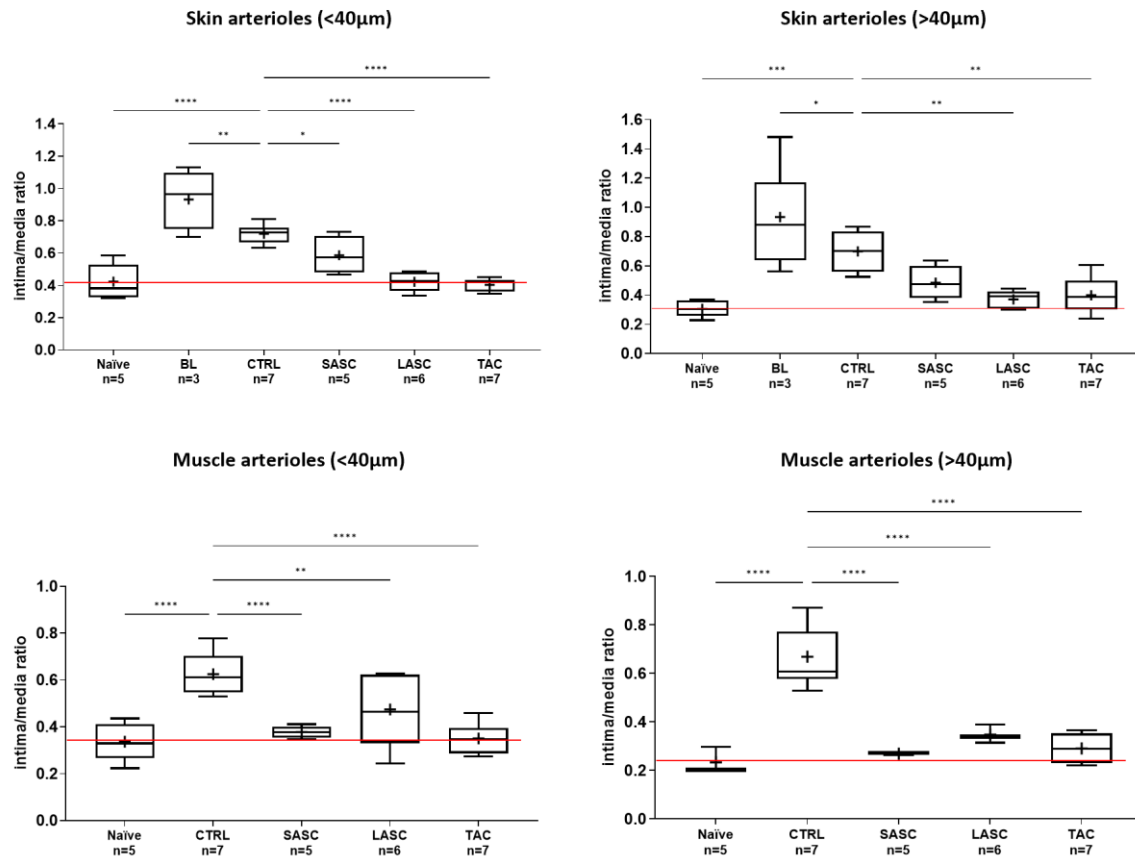 Skin arterioles (<40μm)
****
**** ****
** *
intima/media ratio
1.4
1.2
1.0
0.8
0.6
0.4
0.2
0.0
Naïve BL CTRL SASC LASC TAC
n=5 n=3 n=7 n=5 n=6 n=7
Skin arterioles (>40μm)
*** **
* **
intima/media ratio
1.6
1.4
1.2
1.0
0.8
0.6
0.4
0.2
0.0
Naïve BL CTRL SASC LASC TAC
n=5 n=3 n=7 n=5 n=6 n=7
Muscle arterioles (<40μm)
****
**
**** ****
intima/media ratio
1.0
0.8
0.6
0.4
0.2
0.0
Naïve CTRL SASC LASC TAC
n=5 n=7 n=5 n=6 n=7
Muscle arterioles (>40μm)
****
****
**** ****
intima/media ratio
1.0
0.8
0.6
0.4
0.2
0.0
Naïve CTRL SASC LASC TAC
n=5 n=7 n=5 n=6 n=7